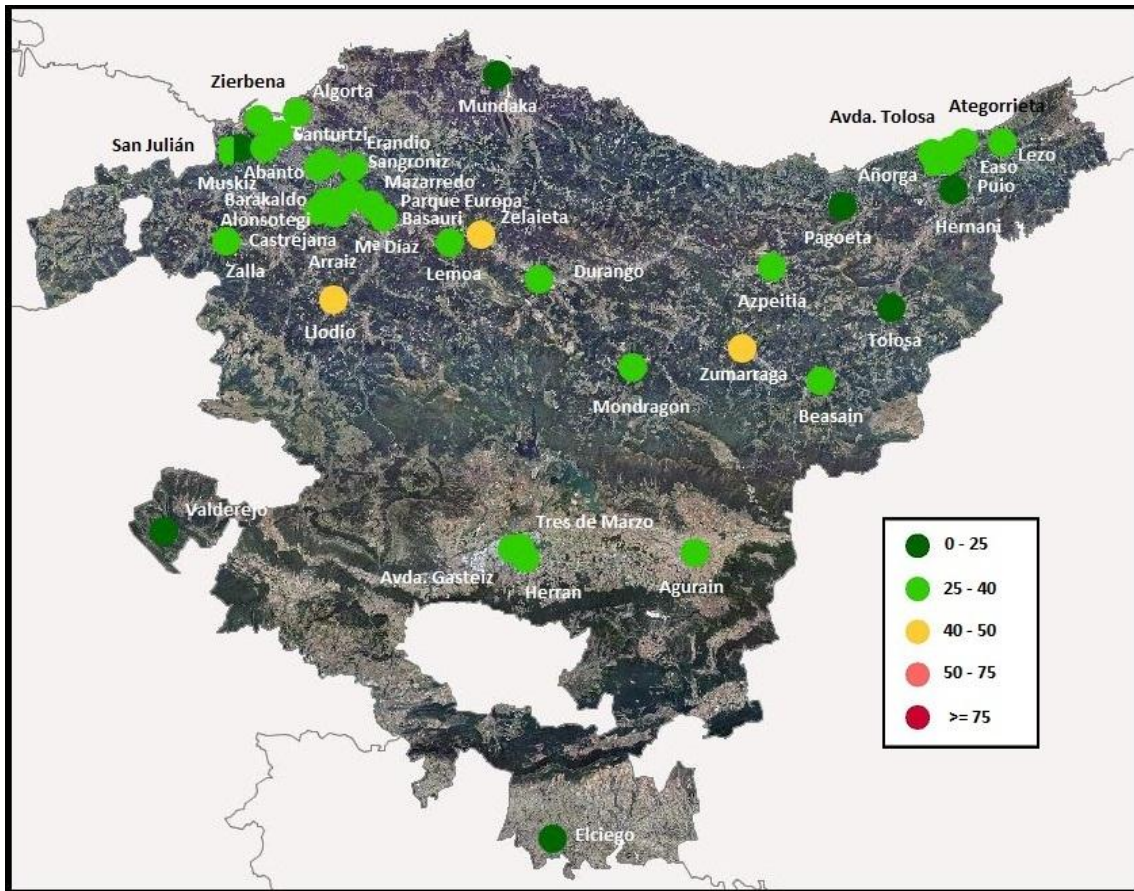 Zierbena
Algorta
Mundaka
Avda. Tolosa
Ategorrieta
San Julián
Santurtzi
Erandio
Lezo
Abanto
Sangroniz
Añorga
Easo
Muskiz
Mazarredo
Puio
Barakaldo
Parque Europa
Hernani
Alonsotegi
Basauri
Zelaieta
Pagoeta
Castrejana
Mª Díaz
Arraiz
Zalla
Lemoa
Durango
Azpeitia
Llodio
Tolosa
Zumarraga
Mondragon
Beasain
Valderejo
Tres de Marzo
Avda. Gasteiz
Herran
Agurain
0 - 25
25 - 40
40 - 50
50 - 75
>= 75
Elciego